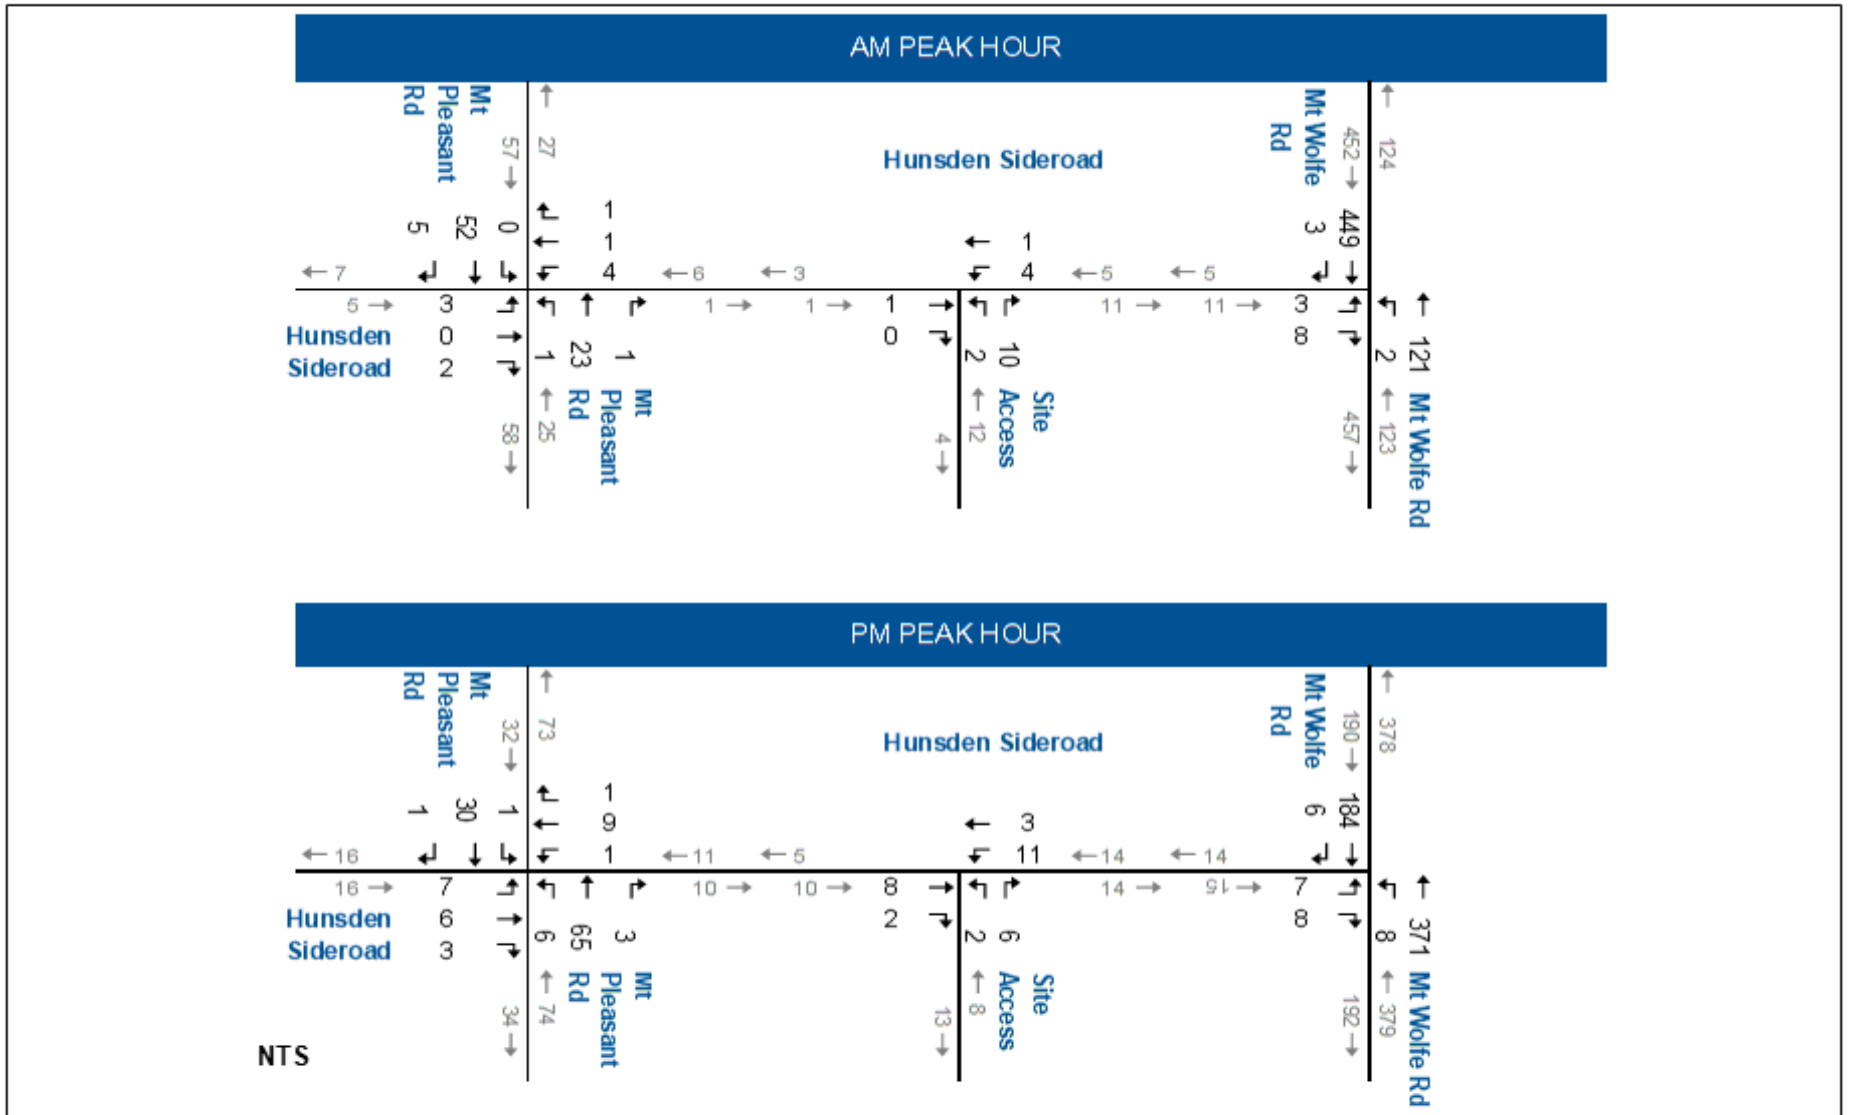 AM PEAK HOUR
Mt
Pleasant
Rd
57
27
Hunsden Sideroad
Mt Wolfe
Rd
452
124
5
52
0
1
1
4
1
4
3
449
7
6
3
5
5
5
3
1
1
1
11
11
3
Hunsden
0
0
8
Sideroad
2
1
23
1
2
10
2
121
58
25
Mt
Pleasant
Rd
4
12
Site
Access
457
123
Mt Wolfe Rd
PM PEAK HOUR
Mt
Pleasant
Rd
32
73
Hunsden Sideroad
Mt Wolfe
Rd
190
378
1
30
1
1
9
1
3
11
6
184
16
11
5
14
14
16
7
10
10
8
14
15
7
Hunsden
6
2
8
Sideroad
3
6
65
3
2
6
8
371
34
74
Mt
Pleasant
Rd
13
8
Site
Access
192
379
Mt Wolfe Rd
NTS